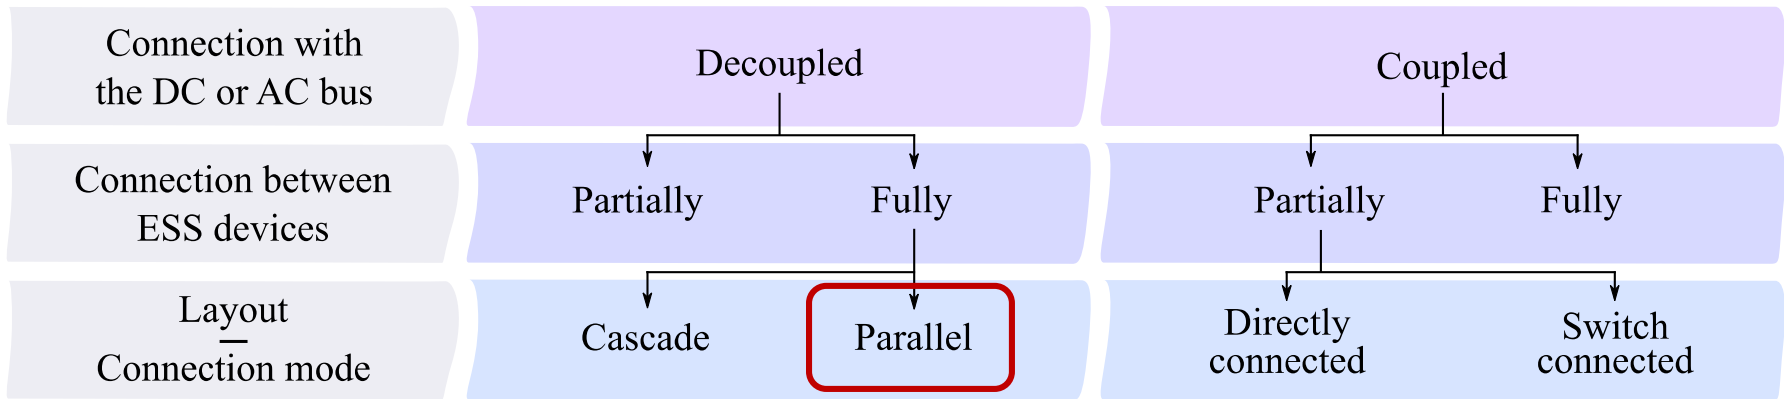 Connection with
the DC or AC bus
Decoupled
Coupled
Connection between
ESS devices
Partially
Fully
Partially
Fully
Layout
Connection mode
Cascade
Parallel
Directly
connected
Switch
connected